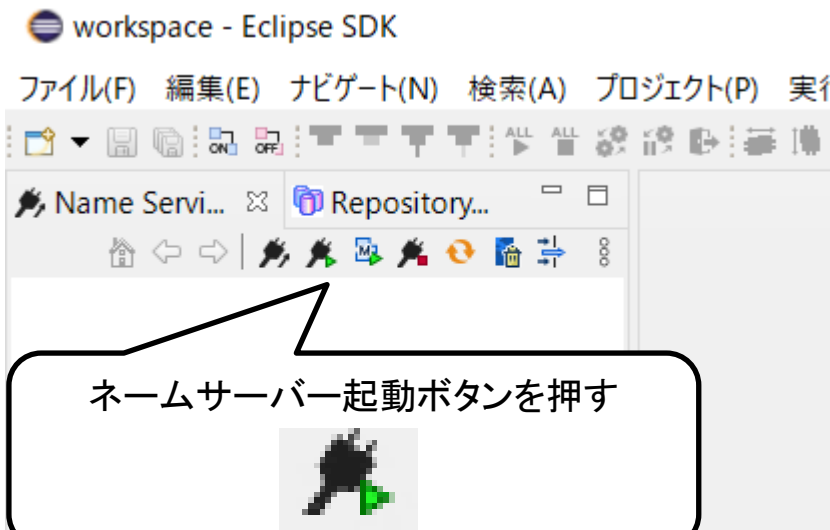 workspace - Eclipse SDK
ファイル(F) 編集(E) ナビゲート(N) 検索(A) プロジェクト(P) 実行
ON OFF ALL ALL
Name Servi... Repository...
M
ネームサーバー起動ボタンを押す